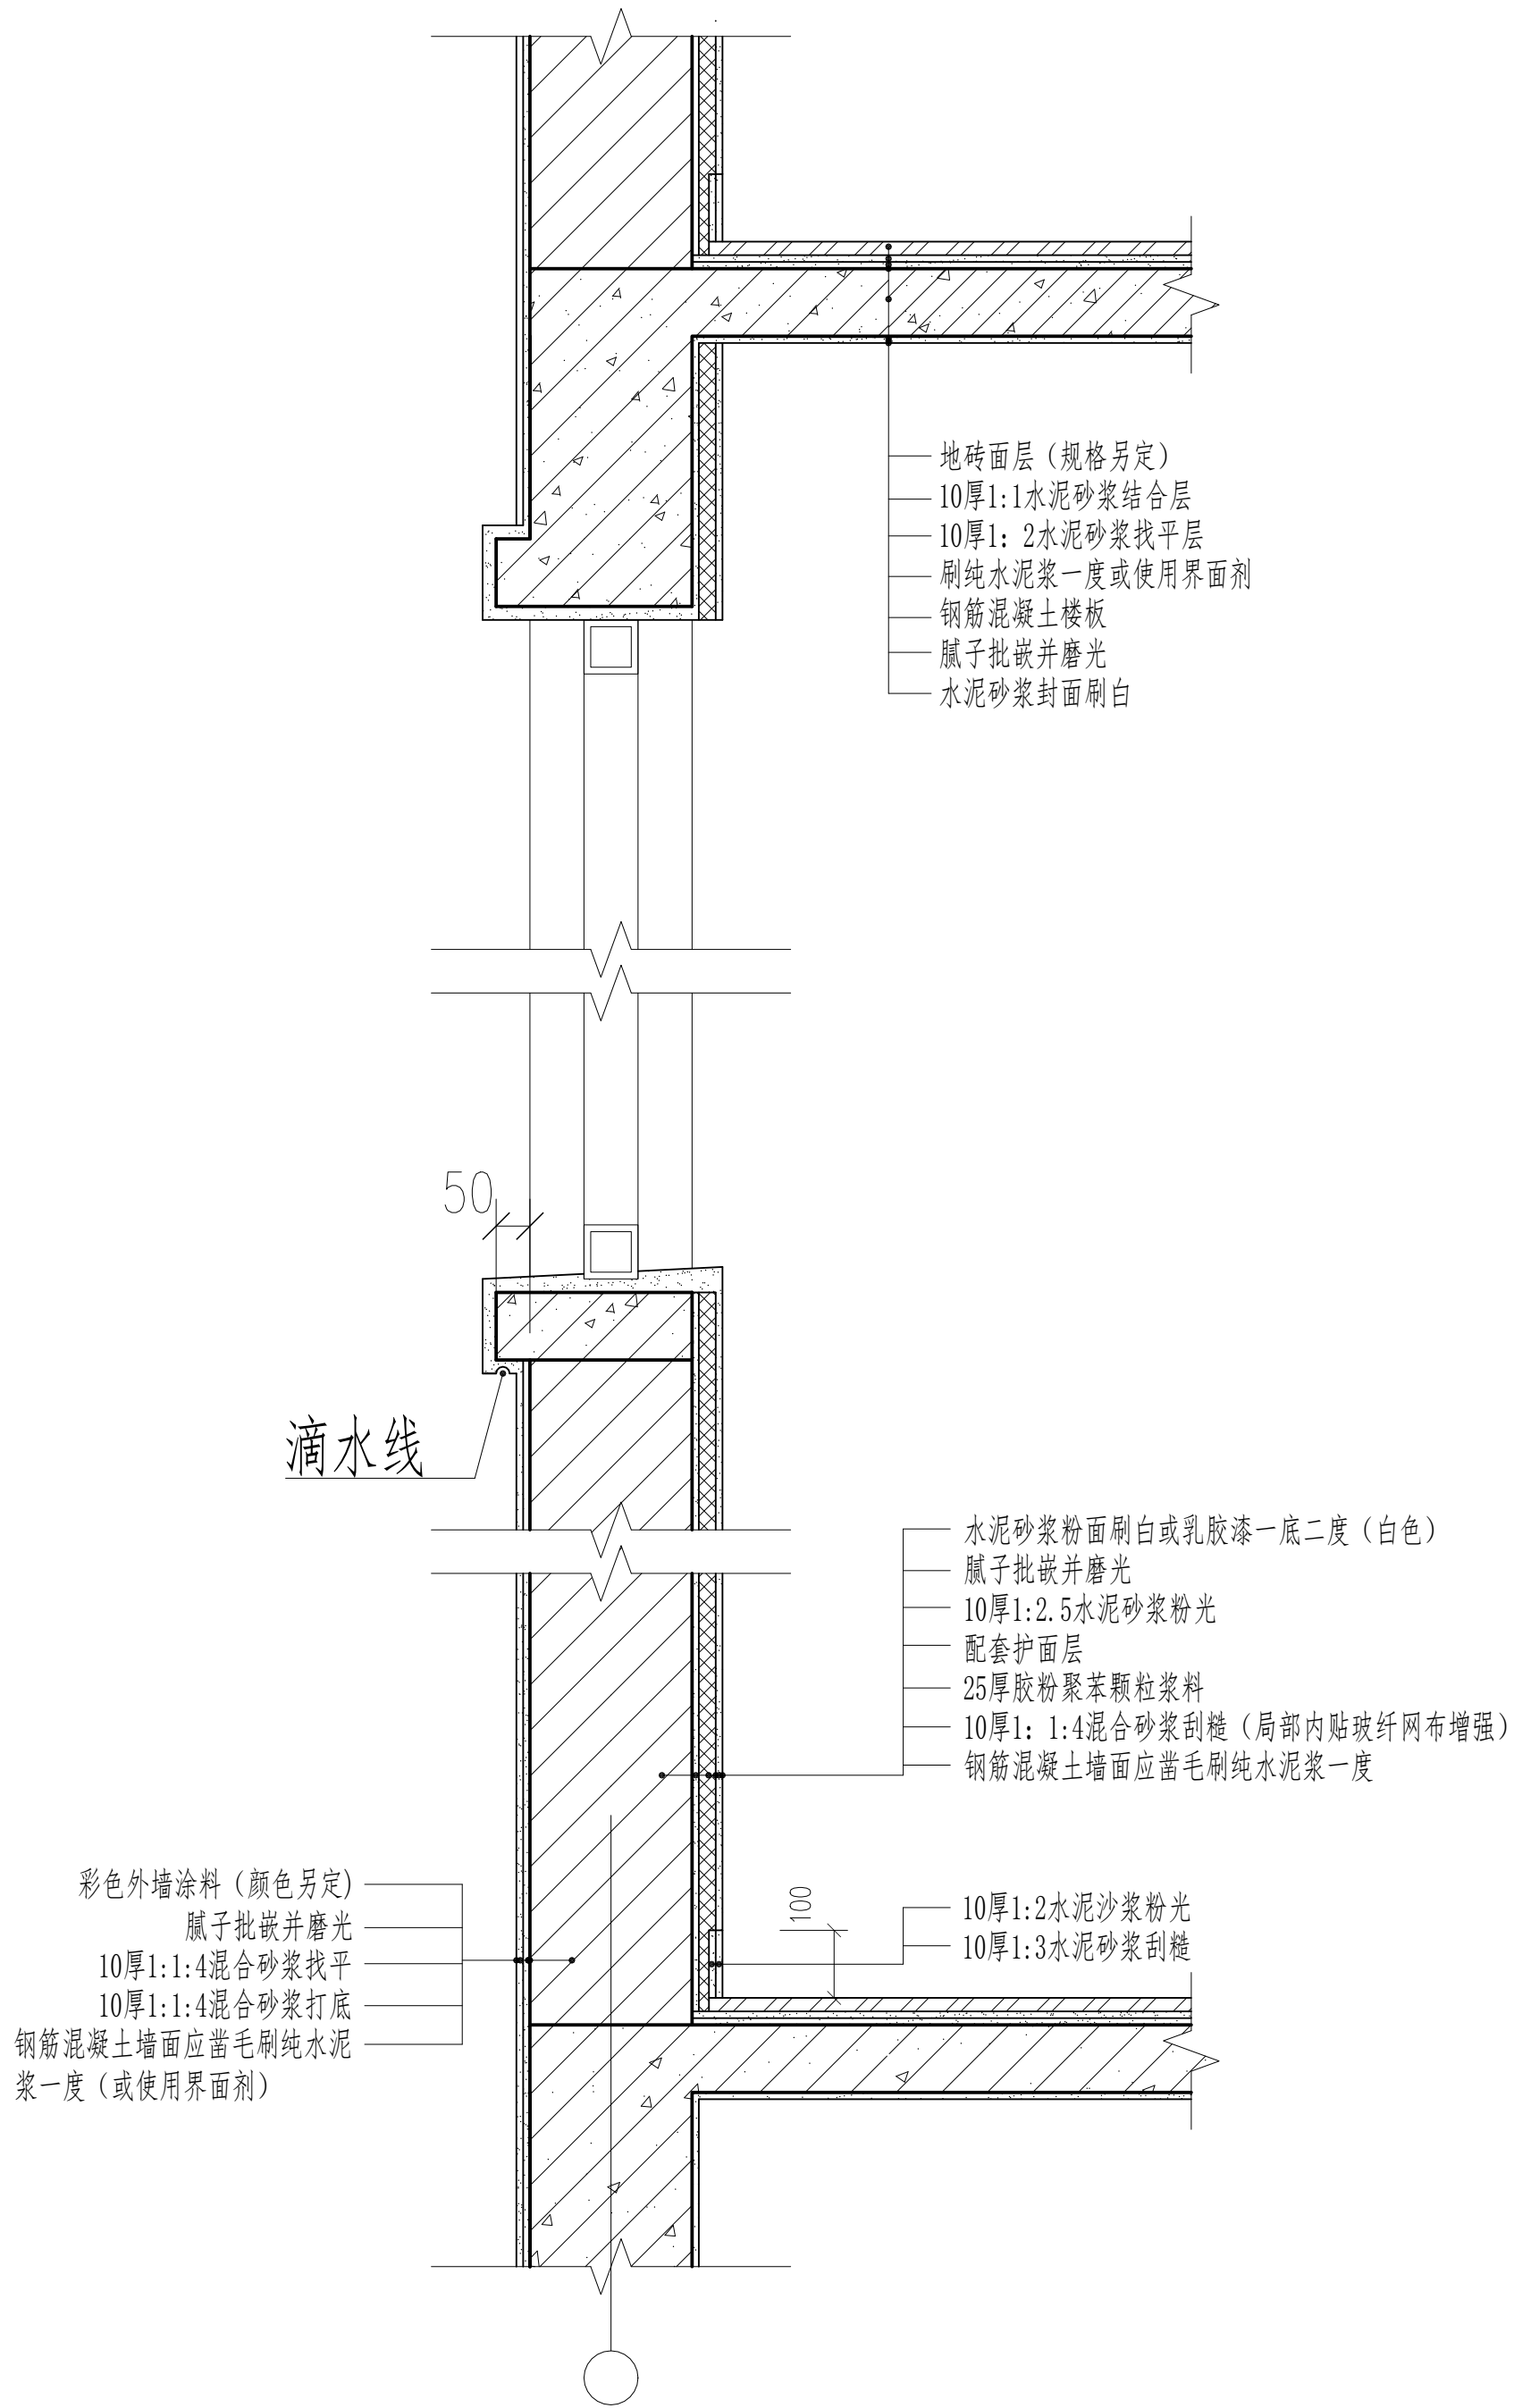 地砖面层（规格另定）
10厚1:1水泥砂浆结合层
10厚1：2水泥砂浆找平层
刷纯水泥浆一度或使用界面剂
钢筋混凝土楼板
腻子批嵌并磨光
水泥砂浆封面刷白
50
滴水线
水泥砂浆粉面刷白或乳胶漆一底二度（白色）
腻子批嵌并磨光
10厚1:2.5水泥砂浆粉光
配套护面层
25厚胶粉聚苯颗粒浆料
10厚1：1:4混合砂浆刮糙（局部内贴玻纤网布增强）
钢筋混凝土墙面应凿毛刷纯水泥浆一度
彩色外墙涂料（颜色另定）
腻子批嵌并磨光
10厚1:1:4混合砂浆找平
10厚1:1:4混合砂浆打底
钢筋混凝土墙面应凿毛刷纯水泥
浆一度（或使用界面剂）
100
10厚1:2水泥沙浆粉光
10厚1:3水泥砂浆刮糙